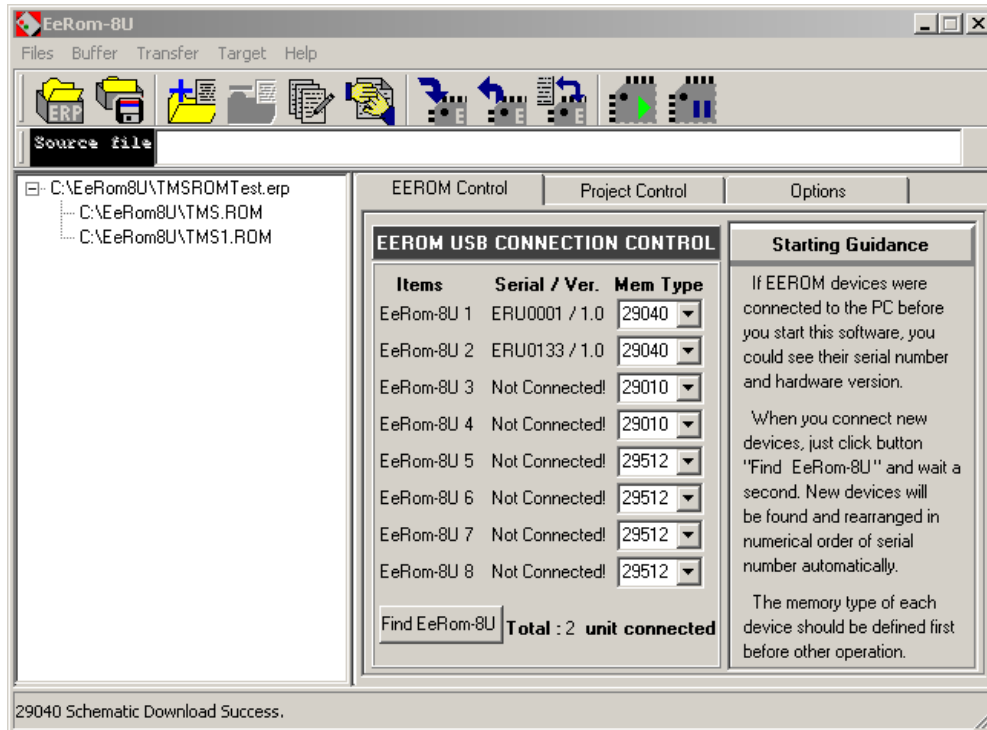 EeRom-8U
Files Buffer Transfer Target Help
ERP E E E
Source file
C:\EeRom8U\TMSROMTest.erp
C:\EeRom8U\TMS.ROM
C:\EeRom8U\TMS1.ROM
EEROM Control Project Control Options
EEROM USB CONNECTION CONTROL
Items Serial / Ver. Mem Type
EeRom-8U 1 ERU0001 / 1.0 29040
EeRom-8U 2 ERU0133 / 1.0 29040
EeRom-8U 3 Not Connected! 29010
EeRom-8U 4 Not Connected! 29010
EeRom-8U 5 Not Connected! 29512
EeRom-8U 6 Not Connected! 29512
EeRom-8U 7 Not Connected! 29512
EeRom-8U 8 Not Connected! 29512
Find EeRom-8U Total : 2 unit connected
Starting Guidance
If EEROM devices were
connected to the PC before
you start this software, you
could see their serial number
and hardware version.
When you connect new
devices, just click button
"Find EeRom-8U" and wait a
second. New devices will
be found and rearranged in
numerical order of serial
number automatically.
The memory type of each
device should be defined first
before other operation.
29040 Schematic Download Success.